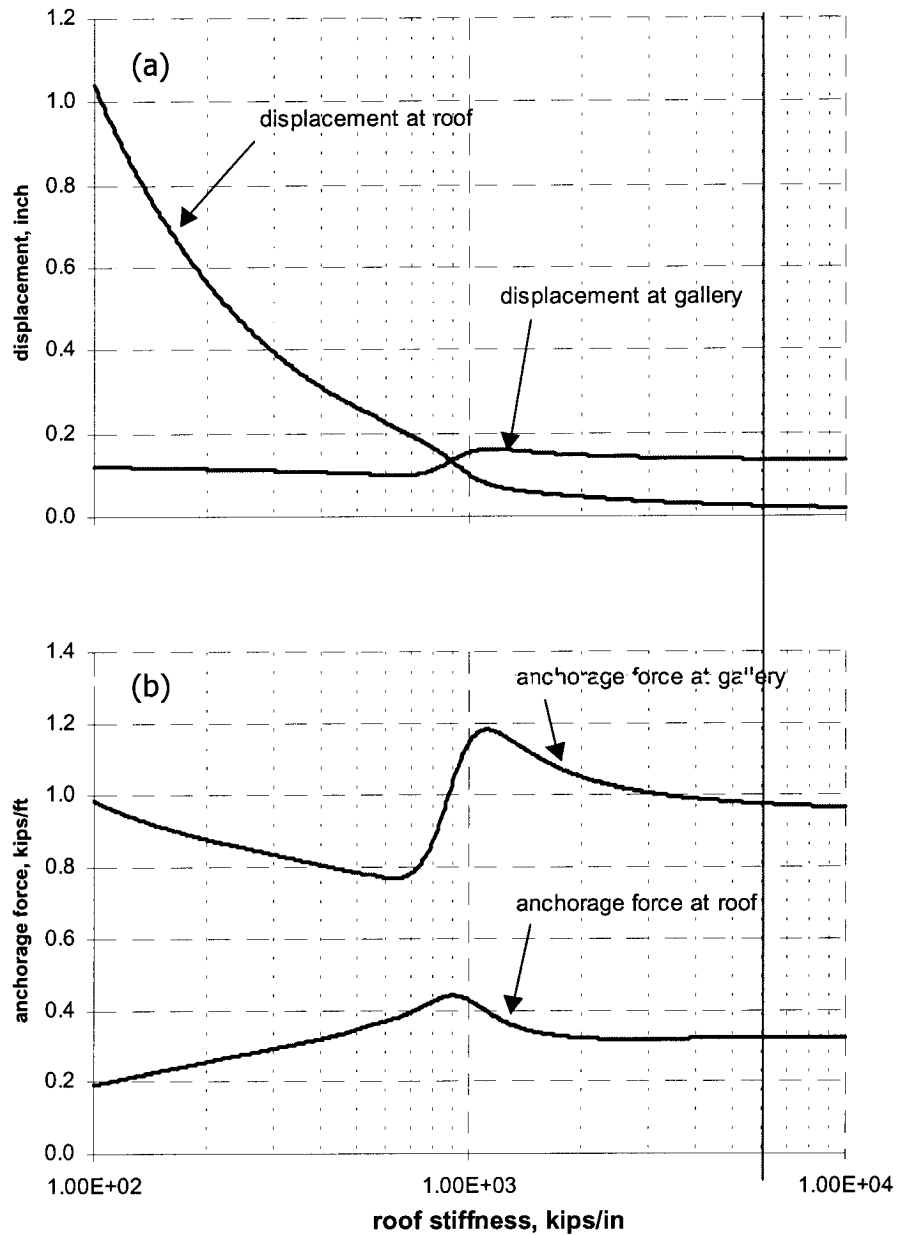 1.2
(a)
1.0
displacement at roof
0.8
displacement, inch
0.6
displacement at gallery
0.4
0.2
0.0
1.4
(b)
anchorage force at gallery
1.2
1.0
anchorage force, kips/ft
0.8
anchorage force at roof
0.6
0.4
0.2
0.0
1.00E+02
1.00E+03
1.00E+04
roof stiffness, kips/in